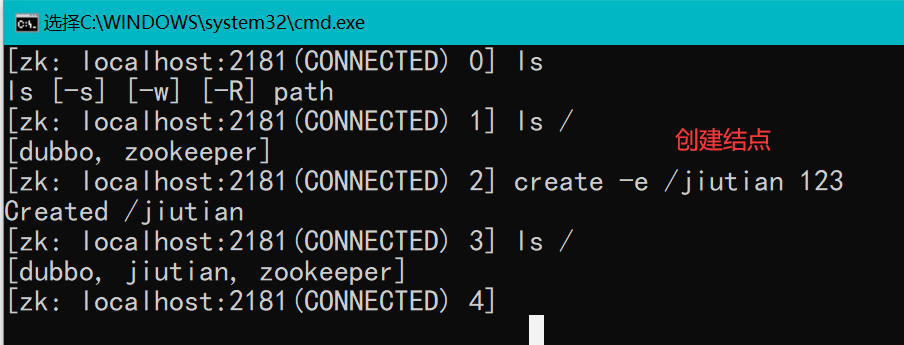 选择C:\WINDOWS\system32\cmd.exe
[zk: localhost:2181(CONNECTED) 0] ls
ls [-s] [-w] [-R] path
[zk: localhost:2181(CONNECTED) 1] ls /
[dubbo, zookeeper]
创建结点
[zk: localhost:2181(CONNECTED) 2] create -e /jiutian 123
Created /jiutian
[zk: localhost:2181(CONNECTED) 3] ls /
[dubbo, jiutian, zookeeper]
[zk: localhost:2181(CONNECTED) 4]